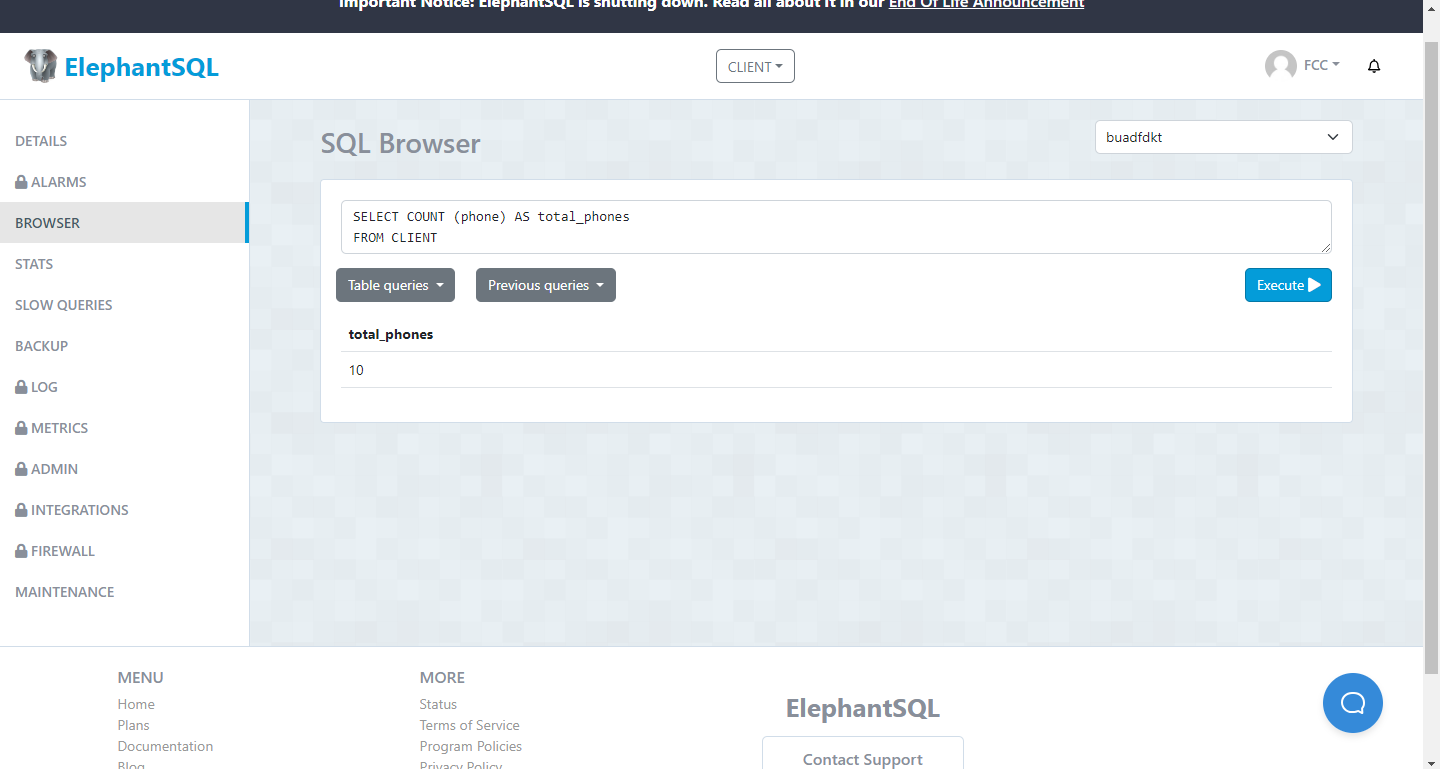 Important Notice: ElephantSQL is shutting down. Read all about it in our End Of Life Announcement
ElephantSQL
CLIENT
FCC
DETAILS
ALARMS
BROWSER
STATS
SLOW QUERIES
BACKUP
LOG
METRICS
ADMIN
INTEGRATIONS
FIREWALL
MAINTENANCE
SQL Browser
buadfdkt
SELECT COUNT (phone) AS total_phones
FROM CLIENT
Table queries
Previous queries
Execute
total_phones
10
MENU
Home
Plans
Documentation
Blog
MORE
Status
Terms of Service
Program Policies
Privacy Policy
ElephantSQL
Contact Support